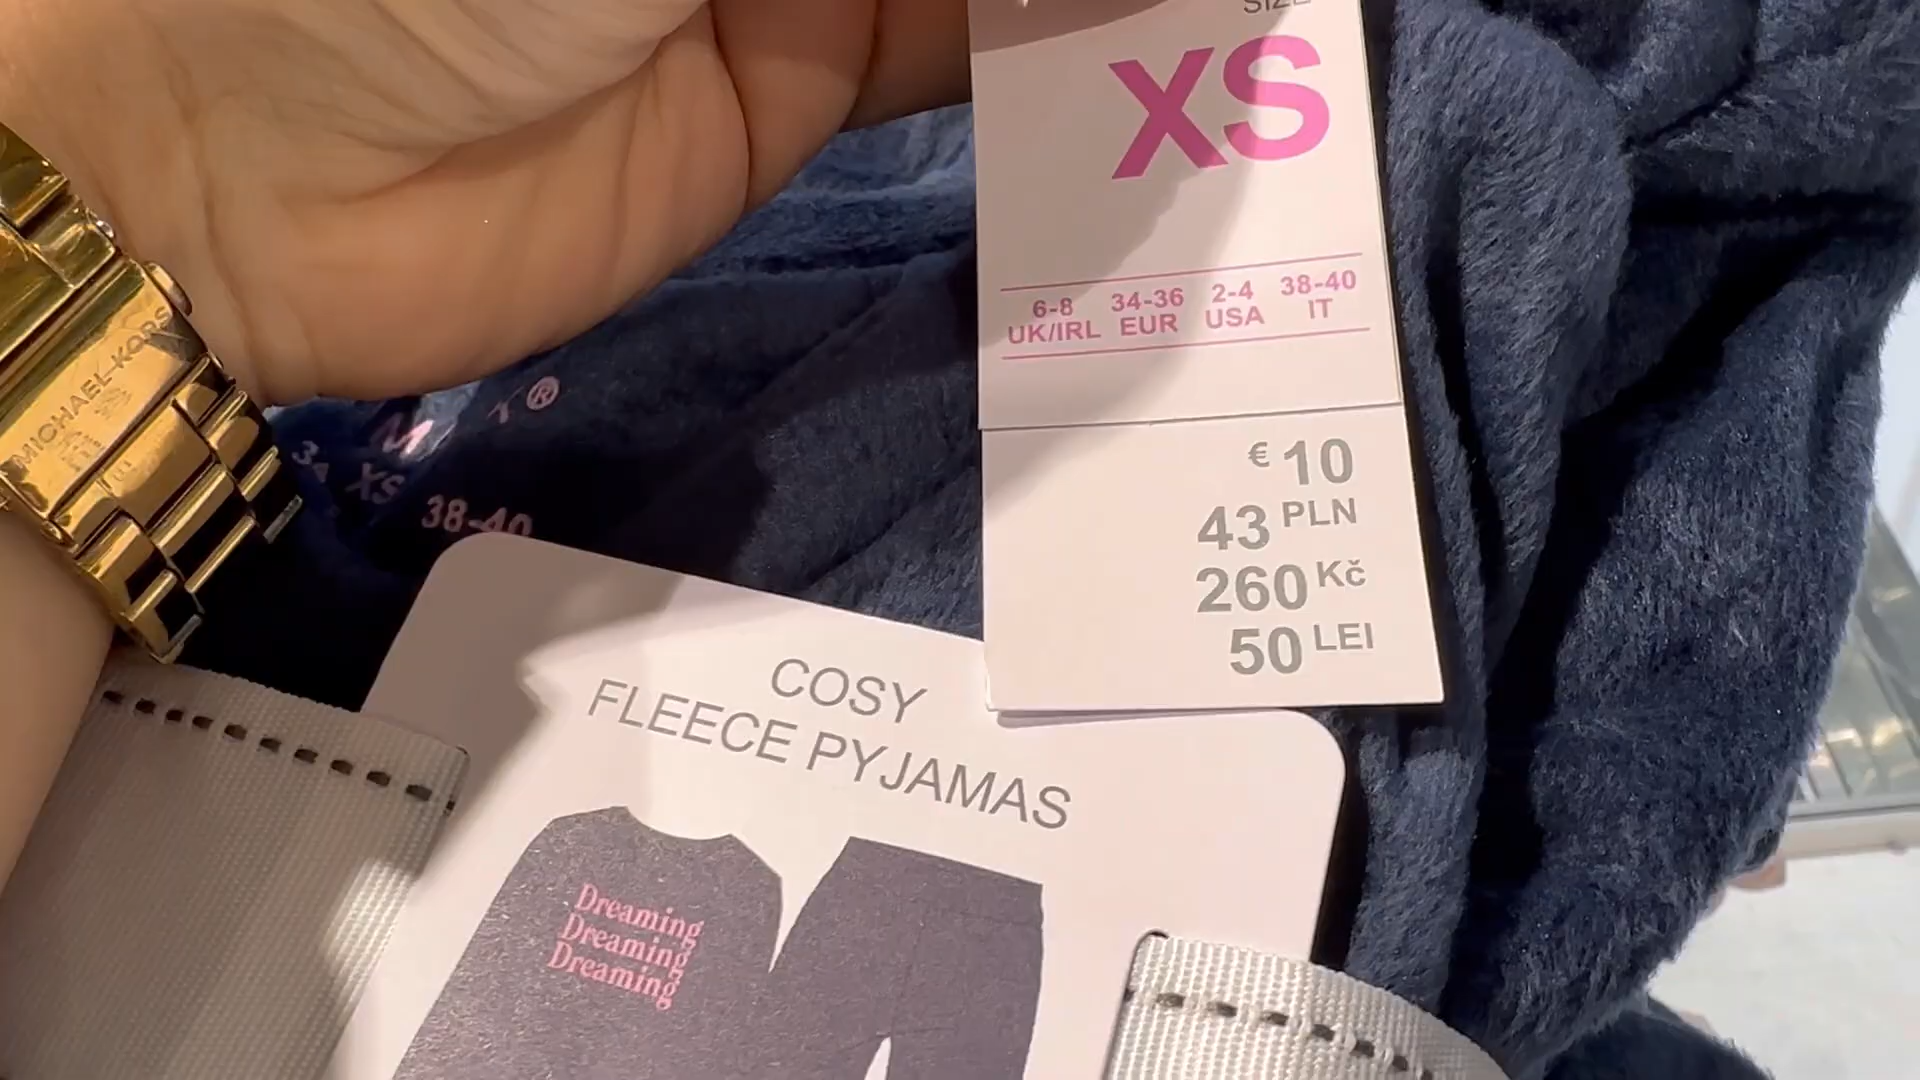 SIZE
XS
6-8 34-36 2-4 38-40
UK/IRL EUR USA IT
€ 10
43 PLN
260 Kč
50 LEI
MICHAEL KORS
XS 38-40
COSY
FLEECE PYJAMAS
Dreaming
Dreaming
Dreaming